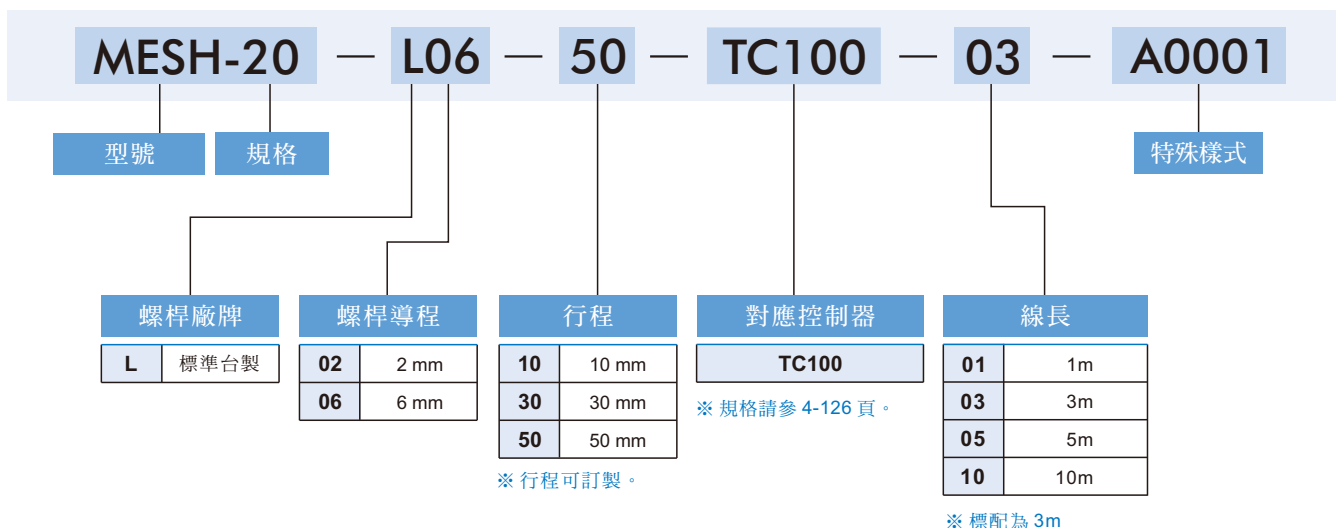 MESH-20 — L06 — 50 — TC100 — 03 — A0001
型號 規格 特殊樣式
螺桿廠牌
L 標準台製
螺桿導程
02 2 mm
06 6 mm
行程
10 10 mm
30 30 mm
50 50 mm
※ 行程可訂製。
對應控制器
TC100
※ 規格請參 4-126 頁。
線長
01 1m
03 3m
05 5m
10 10m
※ 標配為 3m